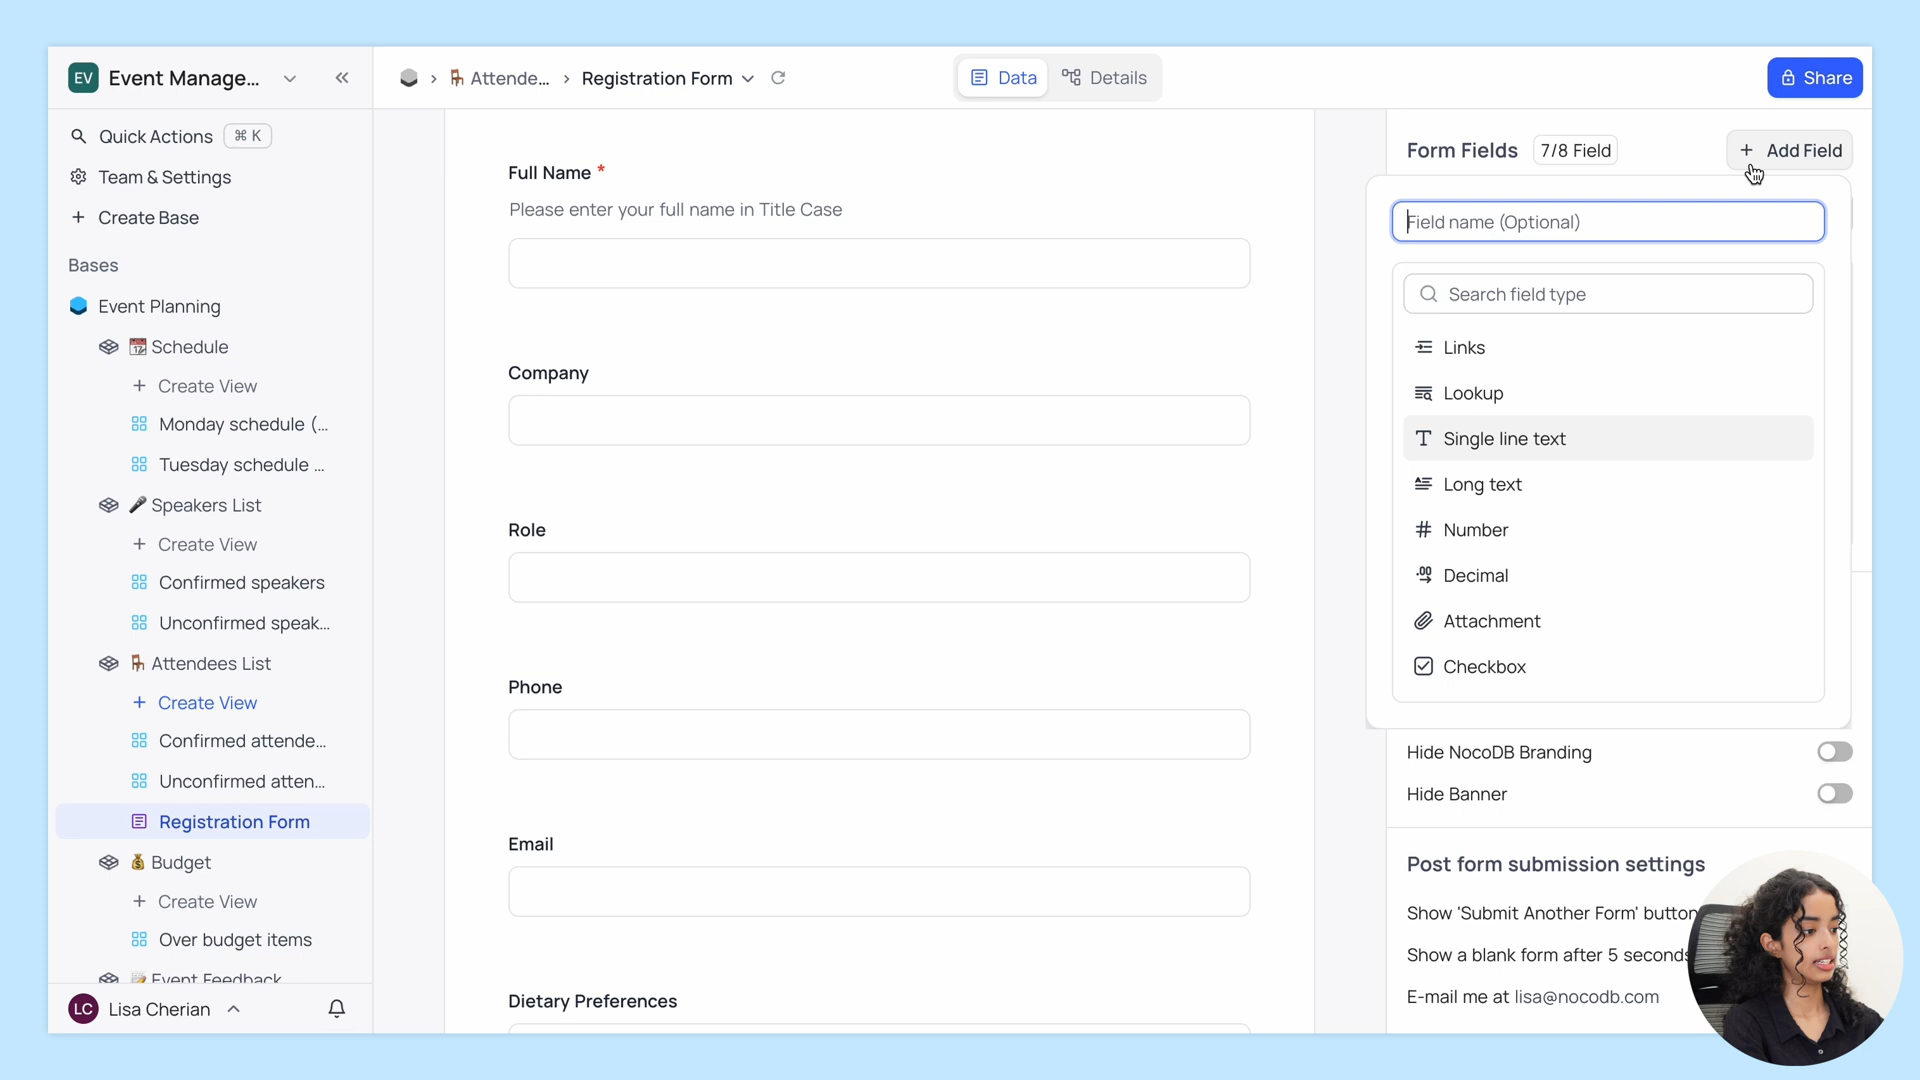 EV Event Manage...
Quick Actions ⌘ K
Team & Settings
Create Base
Bases
Event Planning
Schedule
Create View
Monday schedule (...
Tuesday schedule ...
Speakers List
Create View
Confirmed speakers
Unconfirmed speak...
Attendees List
Create View
Confirmed attende...
Unconfirmed atten...
Registration Form
Budget
Create View
Over budget items
Event Feedback
LC Lisa Cherian
Attende... › Registration Form
Data Details
Share
Full Name *
Please enter your full name in Title Case
Company
Role
Phone
Email
Dietary Preferences
Form Fields 7/8 Field + Add Field
Field name (Optional)
Search field type
Links
Lookup
Single line text
Long text
Number
Decimal
Attachment
Checkbox
Hide NocoDB Branding
Hide Banner
Post form submission settings
Show 'Submit Another Form' button
Show a blank form after 5 seconds
E-mail me at lisa@nocodb.com